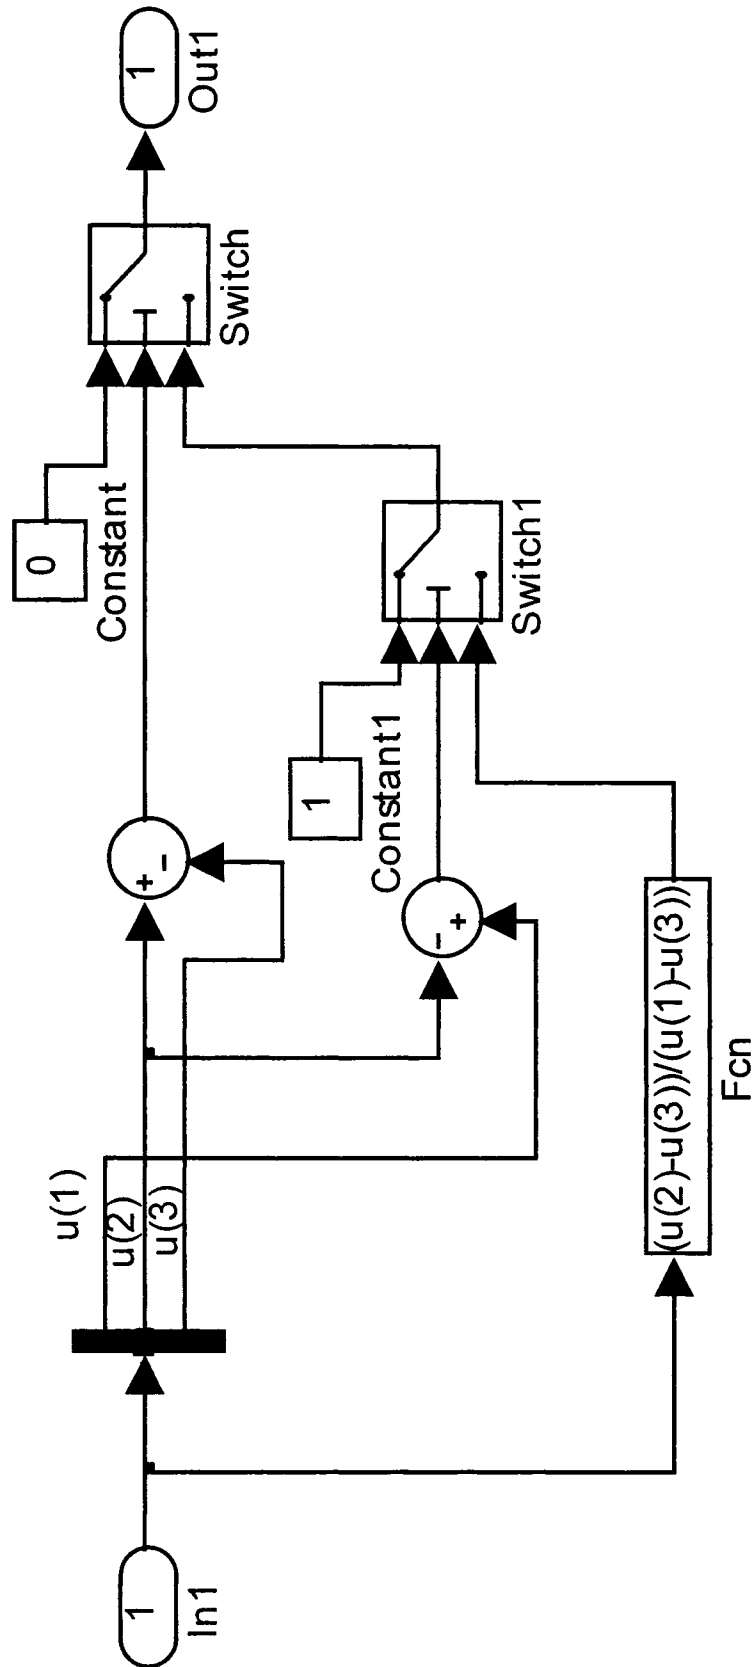 1
In1
u(1)
u(2)
u(3)
(u(2)-u(3))/(u(1)-u(3))
Fcn
+
-
-
+
1
Constant1
0
Constant
Switch1
Switch
1
Out1